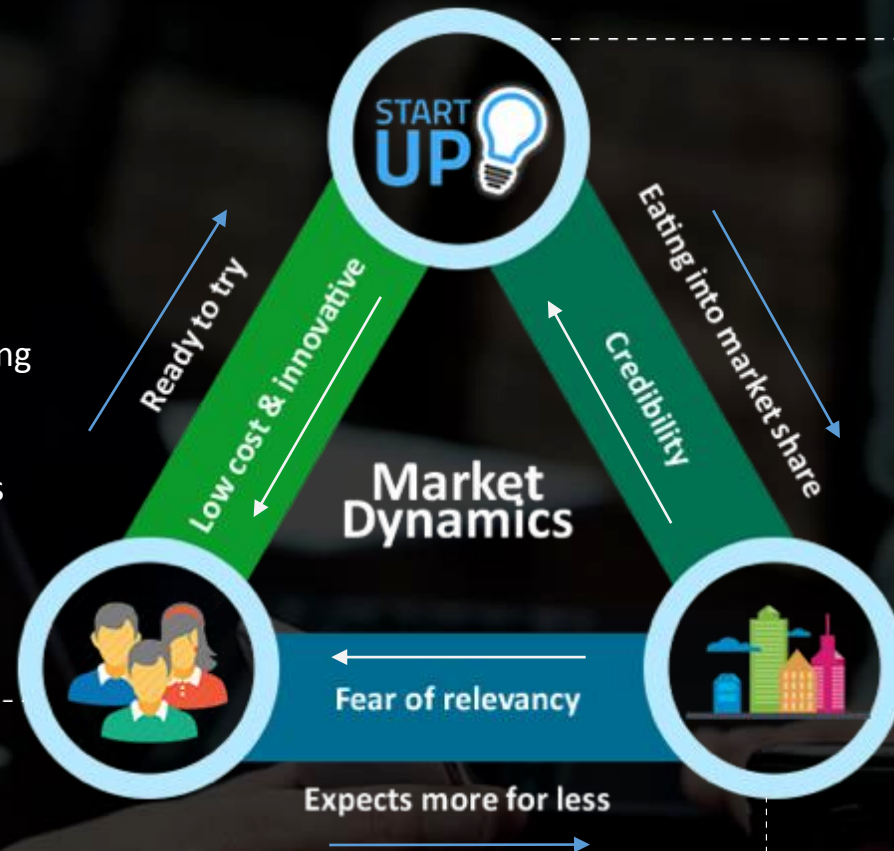 START
UP
Ready to try
Low cost & innovative
Eating into market share
Credibility
Market
Dynamics
Fear of relevancy
Expects more for less